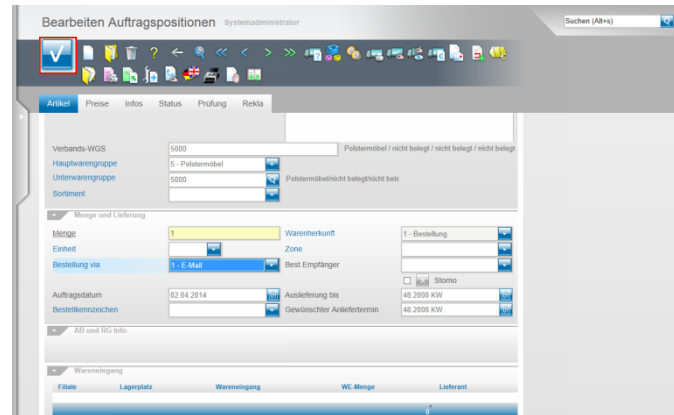 Bearbeiten Auftragspositionen Systemadministrator
Suchen (Alt+s)
Artikel Preise Infos Status Prüfung Rekla
Verbands-WGS 5000 Polstermöbel / nicht belegt / nicht belegt / nicht belegt
Hauptwarengruppe 5 - Polstermöbel
Unterwarengruppe 5000 Polstermöbel/nicht belegt/nicht bele
Sortiment
Menge und Lieferung
Menge 1 Warenherkunft 1 - Bestellung
Einheit Zone
Bestellung via 1 - E-Mail Best.Empfänger
Storno
Auftragsdatum 02.04.2014 Auslieferung bis 48.2008 KW
Bestellkennzeichen Gewünschter Anliefertermin 48.2008 KW
AB und RG Info
Wareneingang
Filiale Lagerplatz Wareneingang WE-Menge Lieferant
0